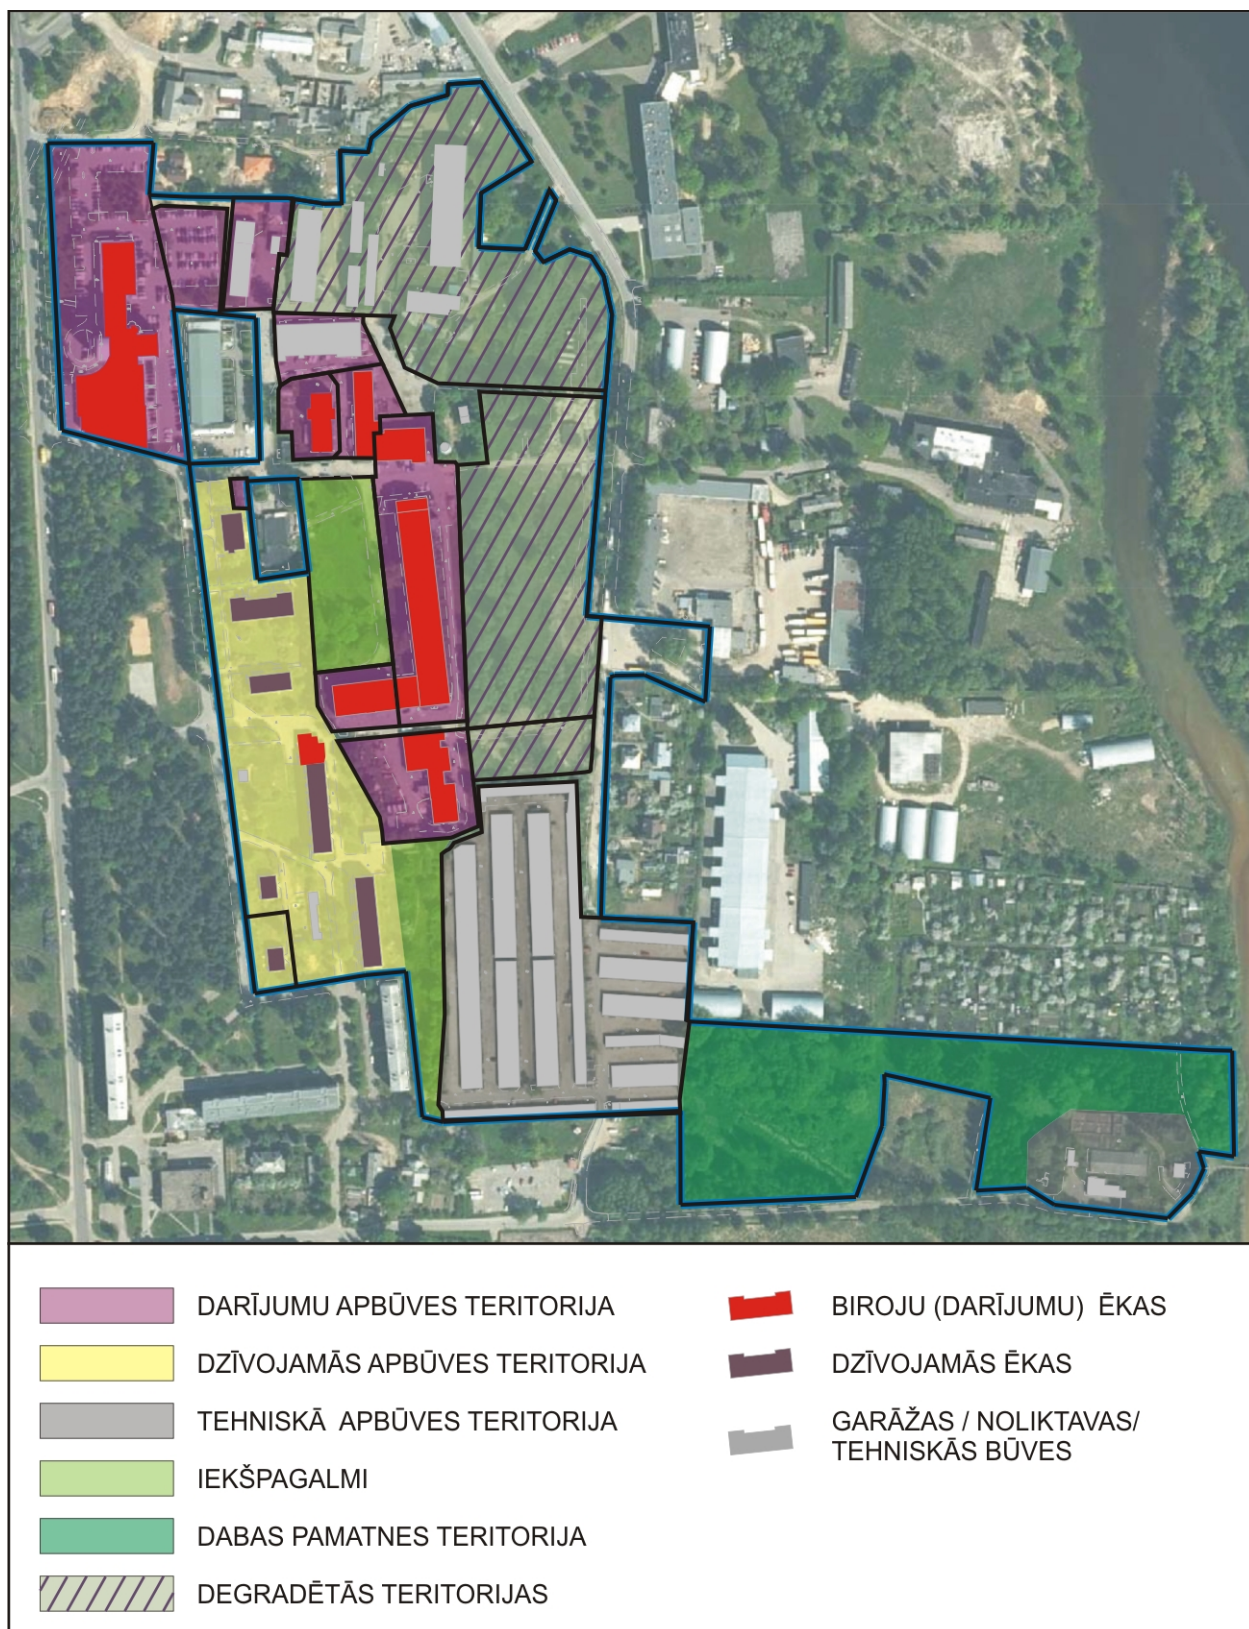 DARĪJUMU APBŪVES TERITORIJA
DZĪVOJAMĀS APBŪVES TERITORIJA
TEHNISKĀ APBŪVES TERITORIJA
IEKŠPAGALMI
DABAS PAMATNES TERITORIJA
DEGRADĒTĀS TERITORIJAS
BIROJU (DARĪJUMU) ĒKAS
DZĪVOJAMĀS ĒKAS
GARĀŽAS / NOLIKTAVAS/
TEHNISKĀS BŪVES